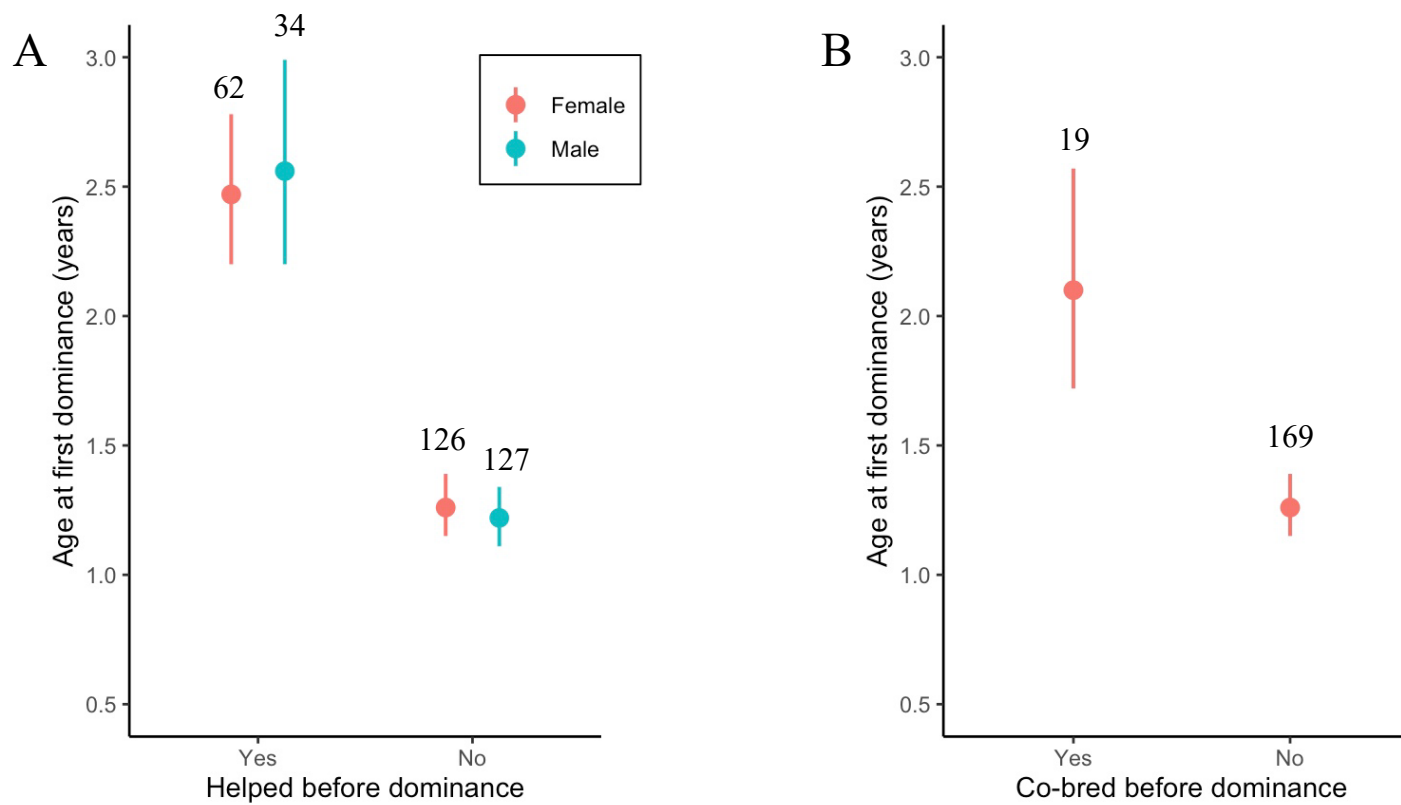 A
34
62
Female
Male
126
127
3.0
2.5
2.0
1.5
1.0
0.5
Age at first dominance (years)
Yes
No
Helped before dominance
B
19
169
3.0
2.5
2.0
1.5
1.0
0.5
Age at first dominance (years)
Yes
No
Co-bred before dominance